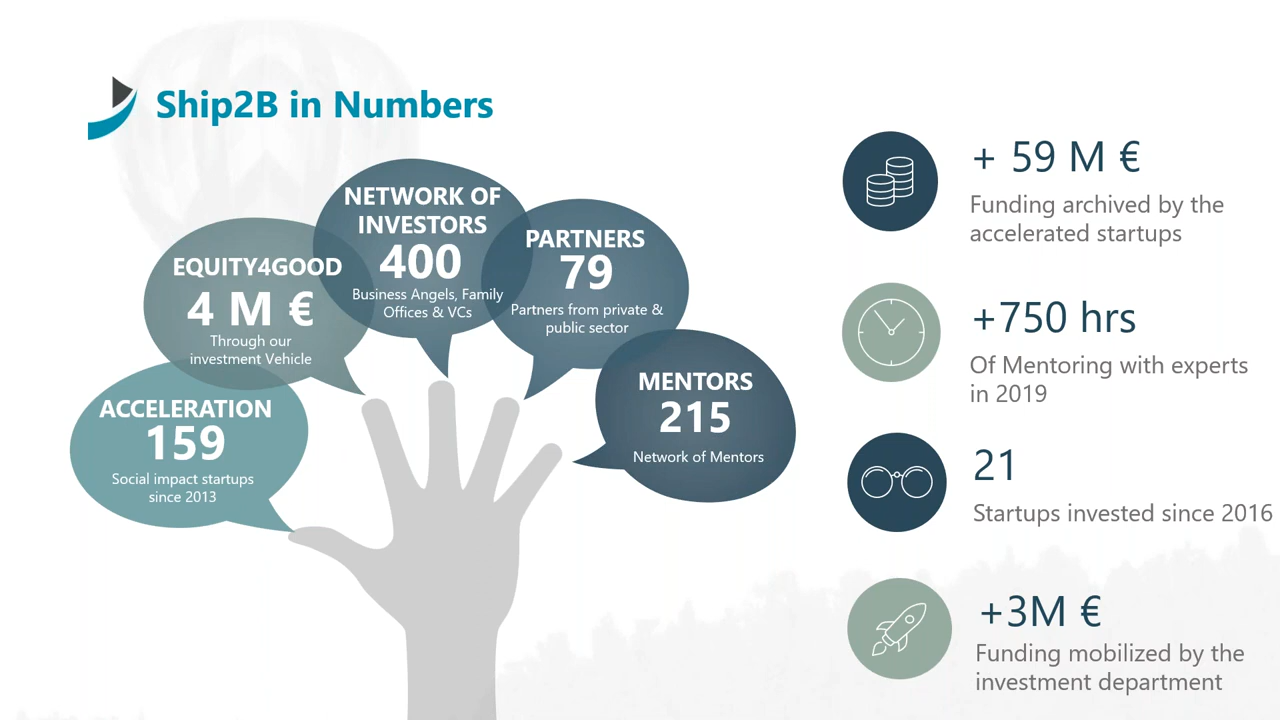 Ship2B in Numbers
NETWORK OF
INVESTORS
400
Business Angels, Family
Offices & VCs
EQUITY4GOOD
4 M €
Through our
investment Vehicle
PARTNERS
79
Partners from private &
public sector
ACCELERATION
159
Social impact startups
since 2013
MENTORS
215
Network of Mentors
+ 59 M €
Funding archived by the
accelerated startups
+750 hrs
Of Mentoring with experts
in 2019
21
Startups invested since 2016
+3M €
Funding mobilized by the
investment department